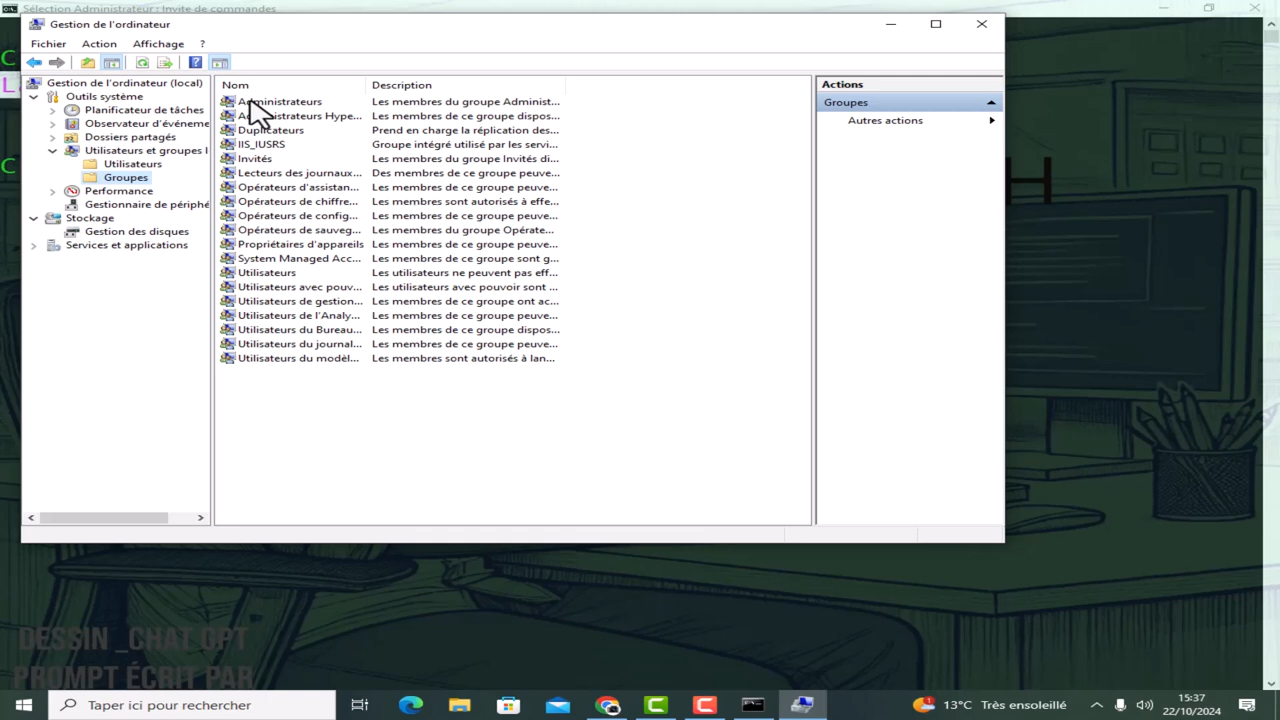 Sélection Administrateur : Invite de commandes
Gestion de l'ordinateur
Fichier Action Affichage ?
Gestion de l'ordinateur (local)
Outils système
Planificateur de tâches
Observateur d'événeme
Dossiers partagés
Utilisateurs et groupes l
Utilisateurs
Groupes
Performance
Gestionnaire de périphé
Stockage
Gestion des disques
Services et applications
Nom Description
Administrateurs Les membres du groupe Administ...
Administrateurs Hype... Les membres de ce groupe dispos...
Duplicateurs Prend en charge la réplication des...
IIS_IUSRS Groupe intégré utilisé par les servi...
Invités Les membres du groupe Invités di...
Lecteurs des journaux... Des membres de ce groupe peuve...
Opérateurs d'assistan... Les membres de ce groupe peuve...
Opérateurs de chiffre... Les membres sont autorisés à effe...
Opérateurs de config... Les membres de ce groupe peuve...
Opérateurs de sauveg... Les membres du groupe Opérate...
Propriétaires d'appareils Les membres de ce groupe peuve...
System Managed Acc... Les membres de ce groupe sont g...
Utilisateurs Les utilisateurs ne peuvent pas eff...
Utilisateurs avec pouv... Les utilisateurs avec pouvoir sont ...
Utilisateurs de gestion... Les membres de ce groupe ont ac...
Utilisateurs de l'Analy... Les membres de ce groupe peuve...
Utilisateurs du Bureau... Les membres de ce groupe dispos...
Utilisateurs du journal... Les membres de ce groupe peuve...
Utilisateurs du modèl... Les membres sont autorisés à lan...
Actions
Groupes
Autres actions
C
C
H
DESSIN _CHAT GPT
PROMPT ÉCRIT PAR
Taper ici pour rechercher
13°C Très ensoleillé
15:37
22/10/2024